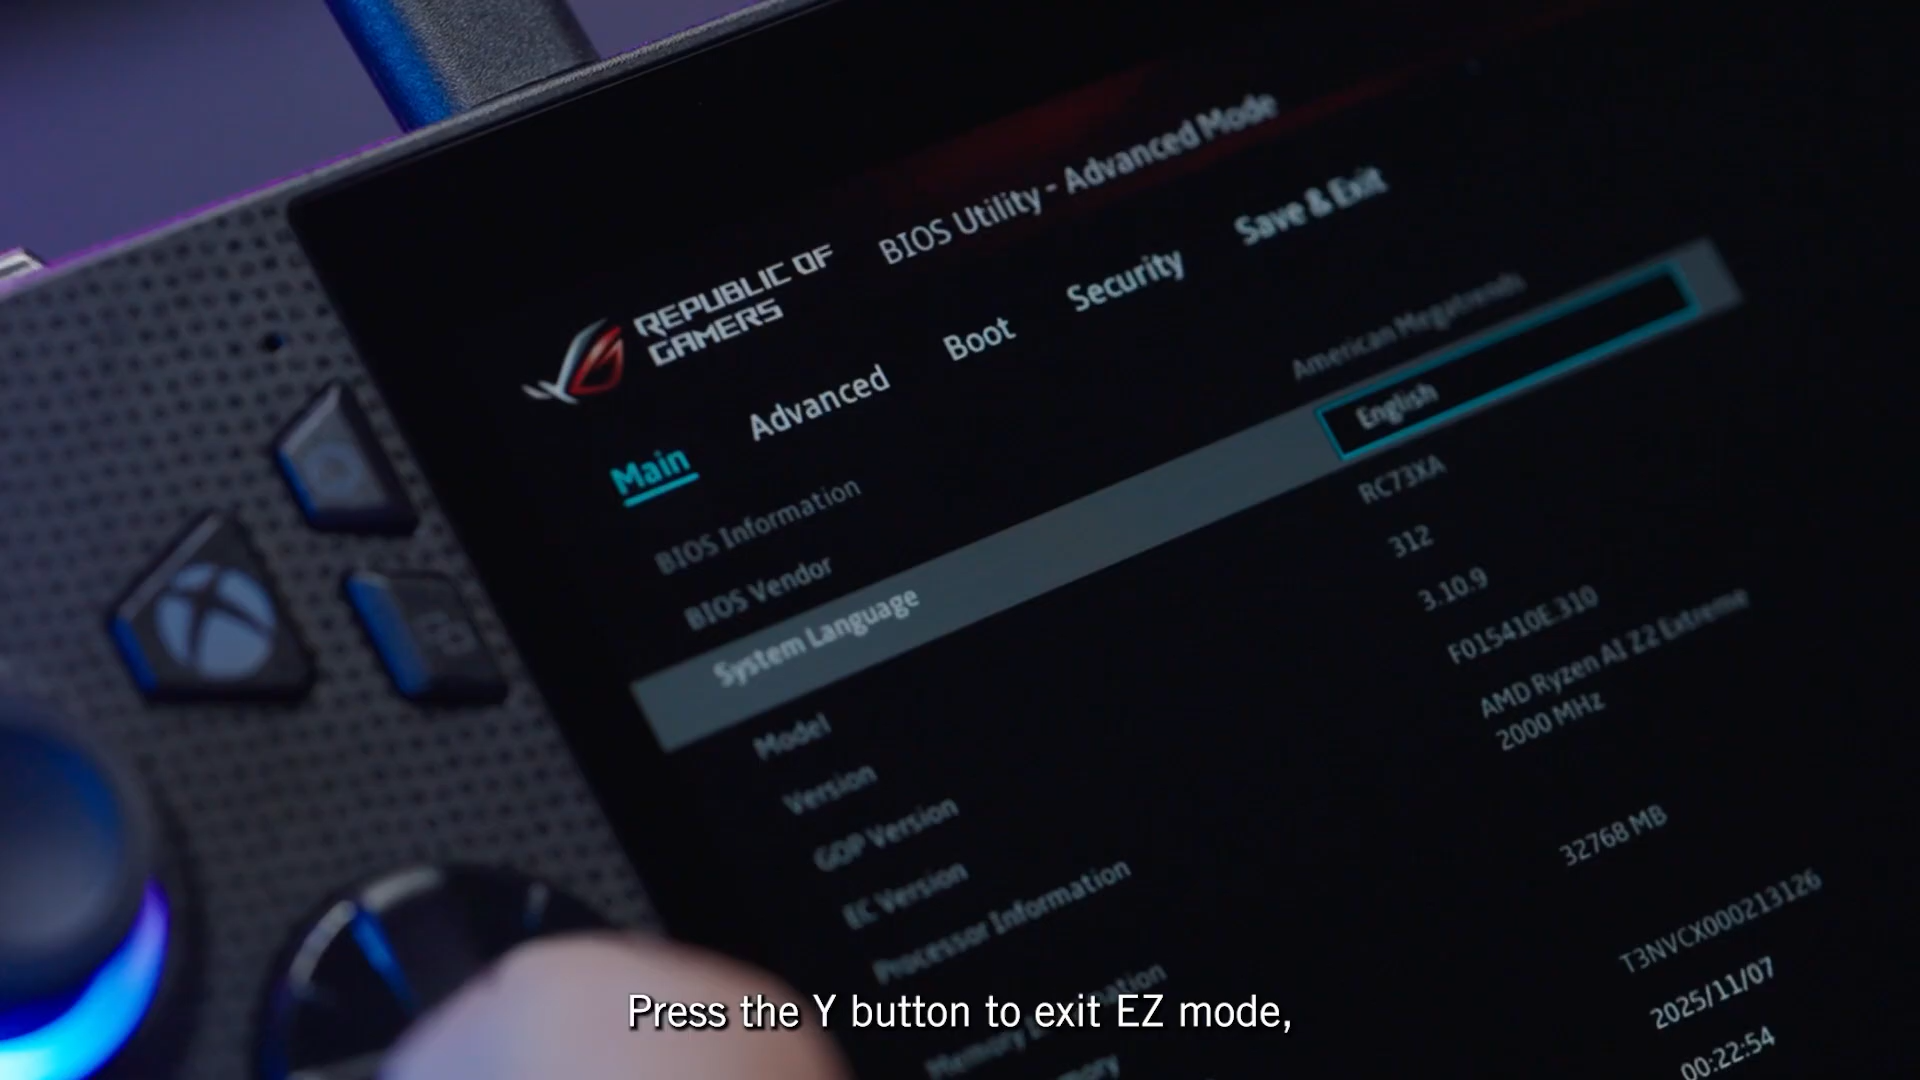 BIOS Utility - Advanced Mode
REPUBLIC OF
GAMERS
Main
Advanced
Boot
Security
Save & Exit
BIOS Information
BIOS Vendor
American Megatrends
System Language
English
Model
RC73XA
Version
312
GOP Version
3.10.9
EC Version
F015410E.310
Processor Information
AMD Ryzen AI Z2 Extreme
2000 MHz
Memory
32768 MB
T3NVCX000213126
2025/11/07
00:22:54
Press the Y button to exit EZ mode,